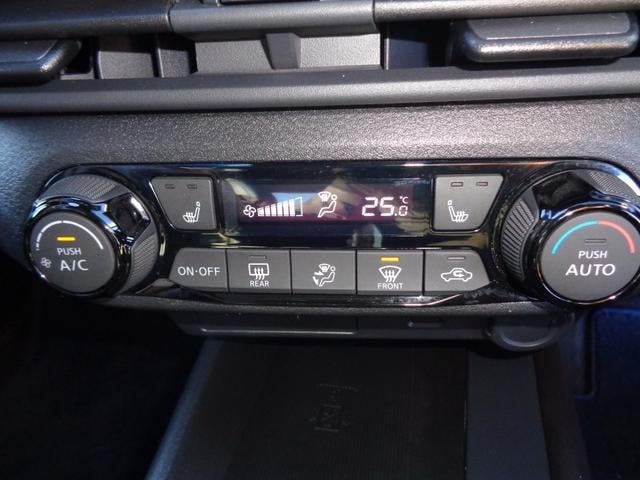 25.0 °C
PUSH
A/C
ON·OFF
REAR
FRONT
PUSH
AUTO